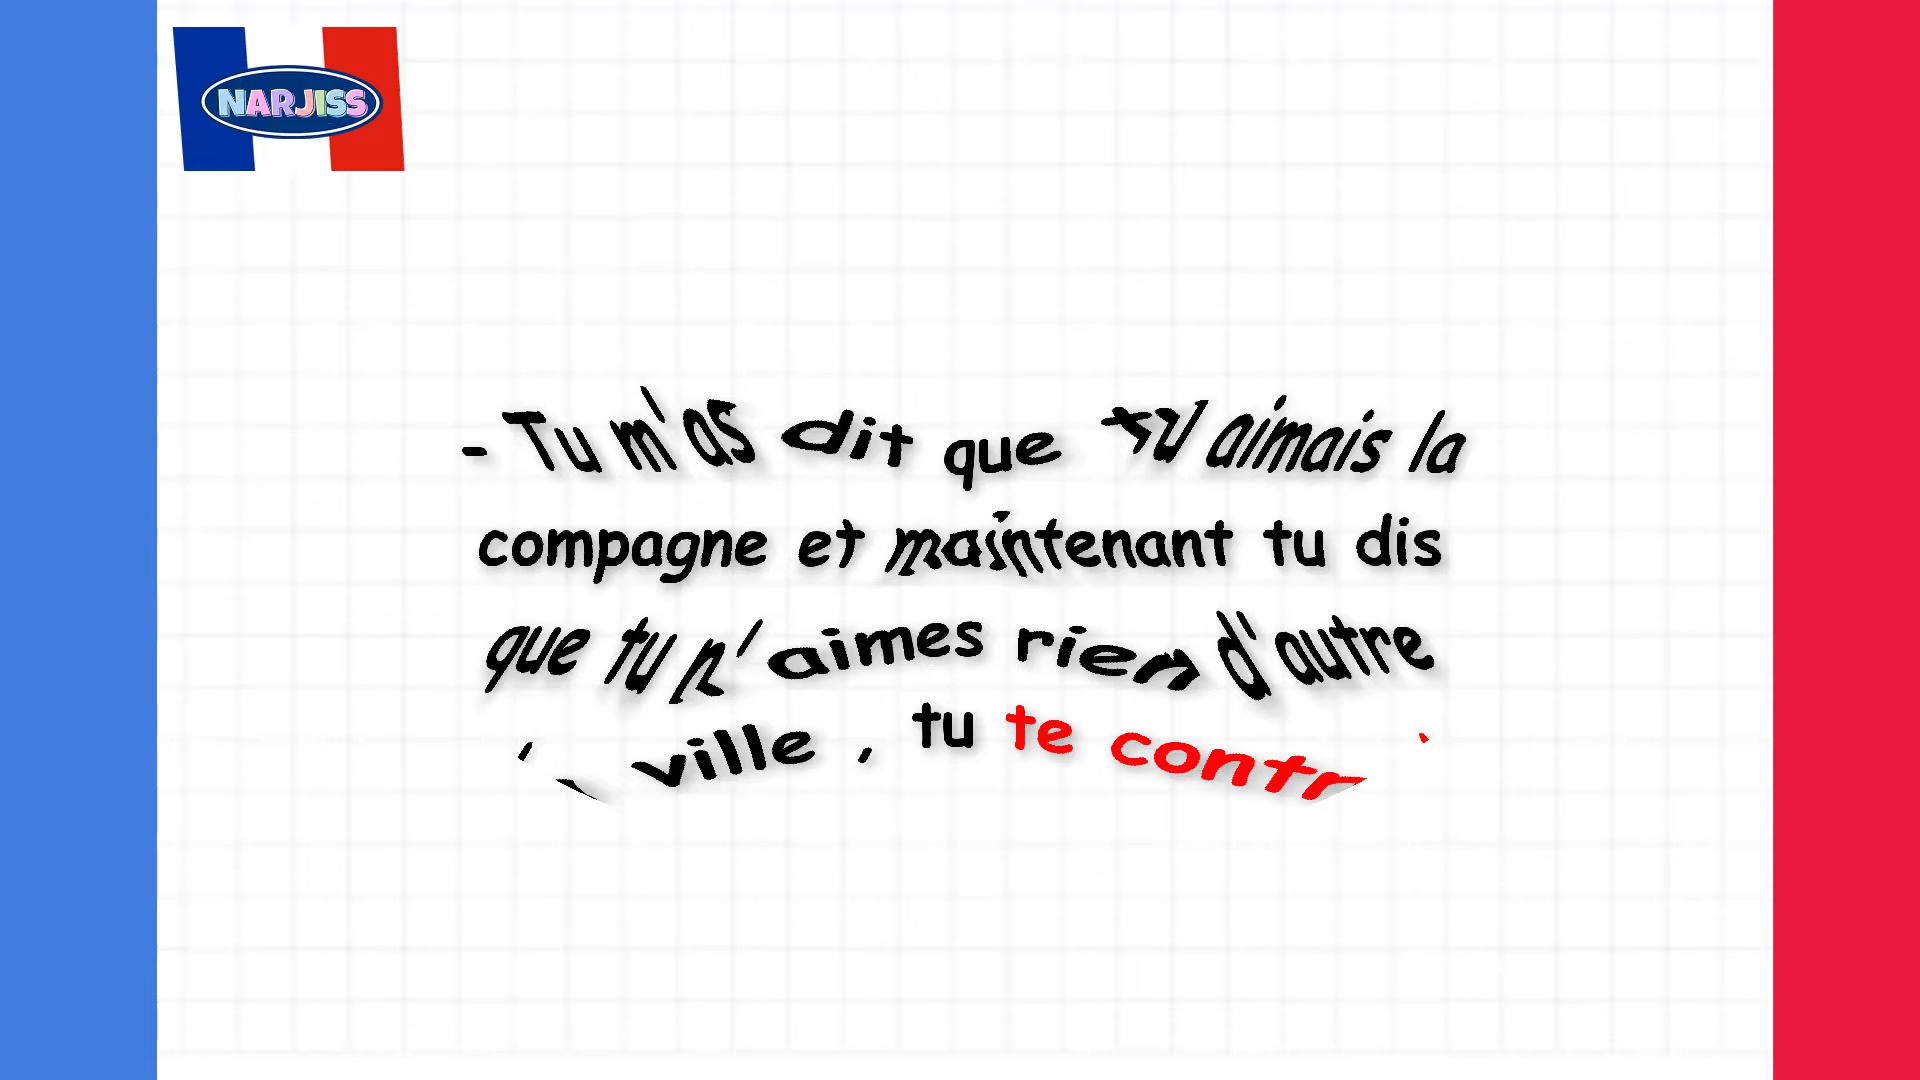 NARJISS
- Tu m'as dit que tu aimais la
compagne et maintenant tu dis
que tu n' aimes rien d'autre
ville , tu te contr